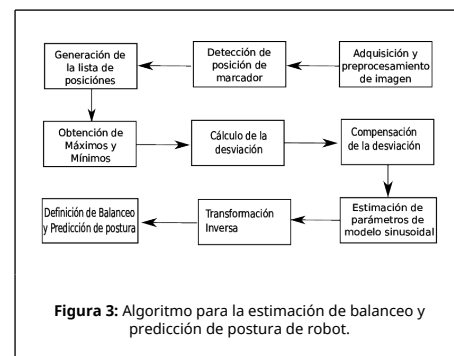 Generación de
la lista de
posiciónes
Detección de
posición de
marcador
Adquisición y
preprocesamiento
de imagen
Obtención de
Máximos y
Mínimos
Cálculo de la
desviación
Compensación
de la desviación
Definición de Balanceo
y Predicción de postura
Transformación
Inversa
Estimación de
parámetros de
modelo sinusoidal
Figura 3: Algoritmo para la estimación de balanceo y
predicción de postura de robot.